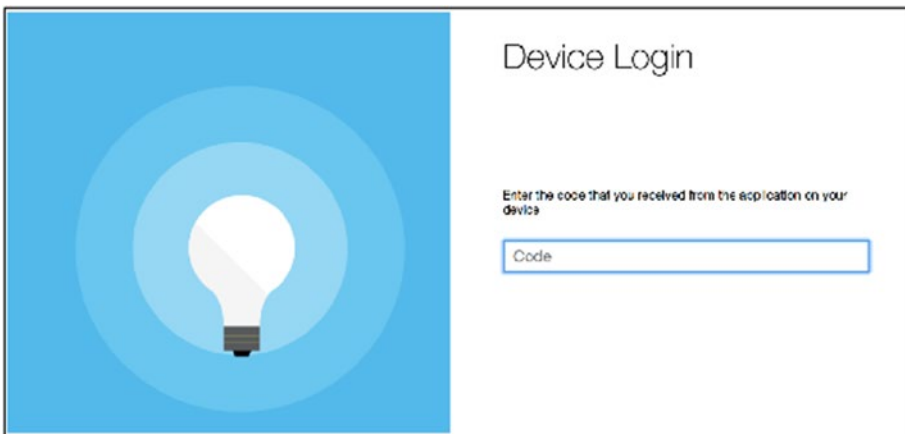 Device Login
Enter the code that you received from the application on your
device
Code